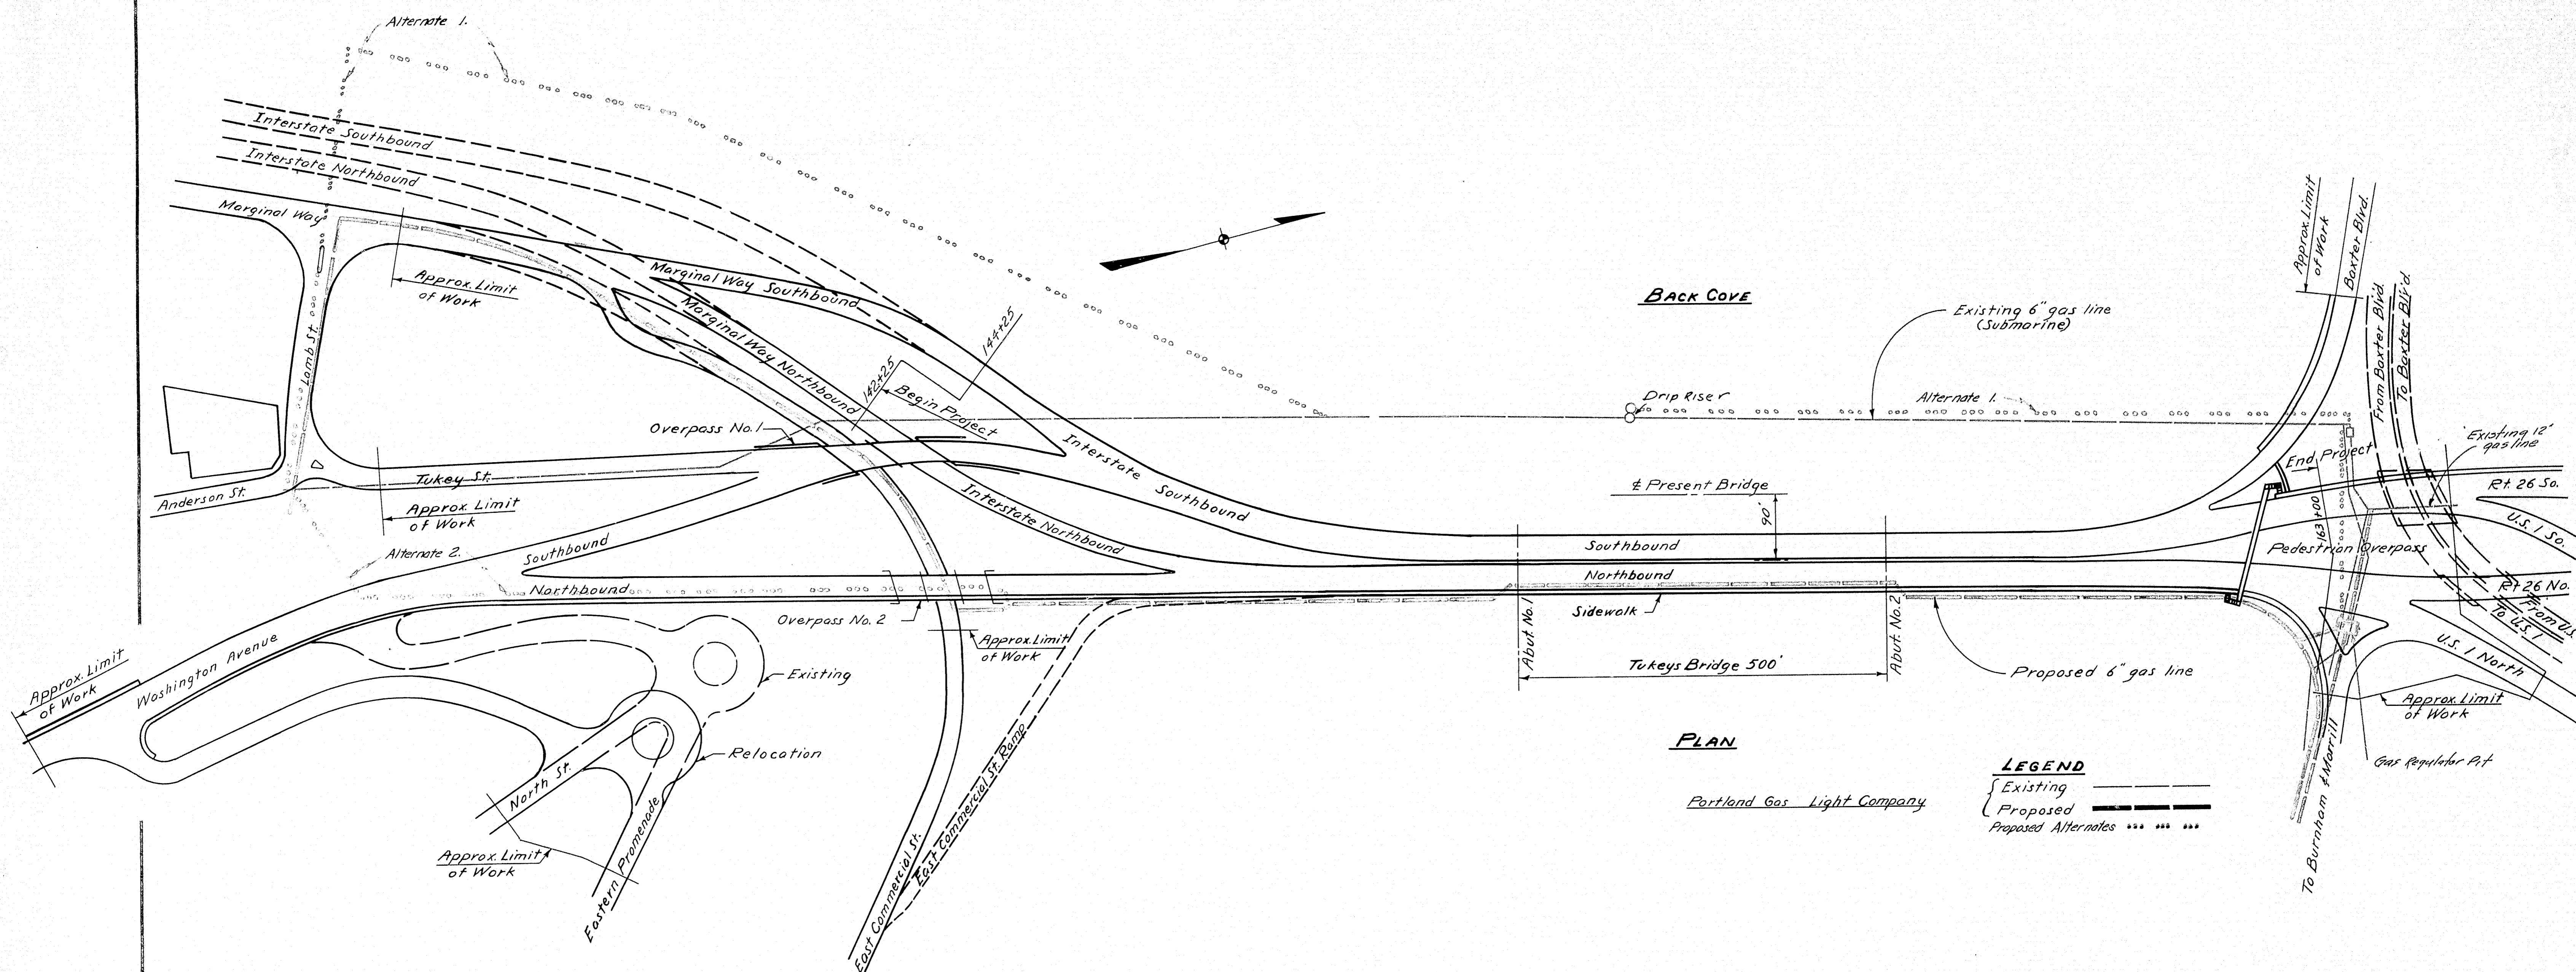 Alternate 1.
Interstate Southbound
Interstate Northbound
Marginal Way
Approx. Limit
of Work
Lamb St.
Marginal Way Southbound
Marginal Way Northbound
142+25
144+25
Begin Project
Overpass No. 1
Tukey St.
Anderson St.
Approx. Limit
of Work
Alternate 2.
Southbound
Northbound
Interstate Southbound
Interstate Northbound
Overpass No. 2
Approx. Limit
of Work
Washington Avenue
Approx. Limit
of Work
Existing
Relocation
North St.
Eastern Promenade
Approx. Limit
of Work
East Commercial St.
East Commercial St. Ramp
BACK COVE
Existing 6" gas line
(Submarine)
Drip Riser
Alternate 1.
℄ Present Bridge
90'
Southbound
Northbound
Sidewalk
Abut. No. 1
Abut. No. 2
Tukeys Bridge 500'
Proposed 6" gas line
Approx. Limit
of Work
Baxter Blvd.
From Baxter Blvd.
To Baxter Blv'd.
Existing 12"
gas line
End Project
163+00
Rt. 26 So.
U.S. 1 So.
Pedestrian Overpass
Rt 26 No.
From U.S.
To U.S. 1
U.S. 1 North
Approx. Limit
of Work
Gas Regulator Pit
To Burnham & Morrill
PLAN
Portland Gas Light Company
LEGEND
Existing
Proposed
Proposed Alternates